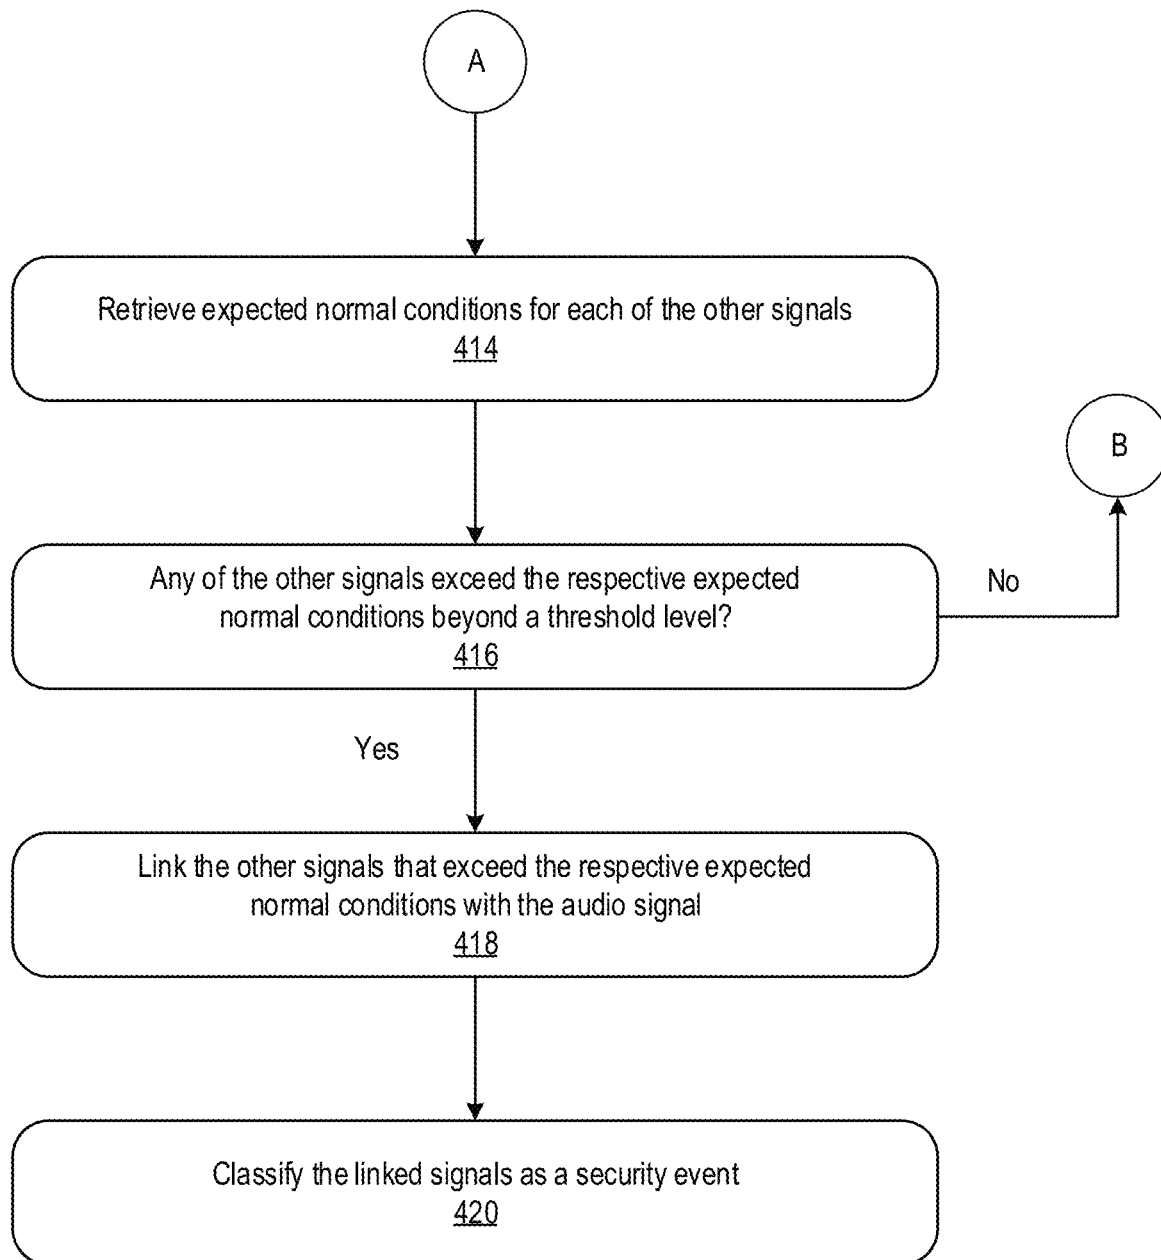 A
Retrieve expected normal conditions for each of the other signals
414
B
Any of the other signals exceed the respective expected
normal conditions beyond a threshold level?
416
No
Yes
Link the other signals that exceed the respective expected
normal conditions with the audio signal
418
Classify the linked signals as a security event
420